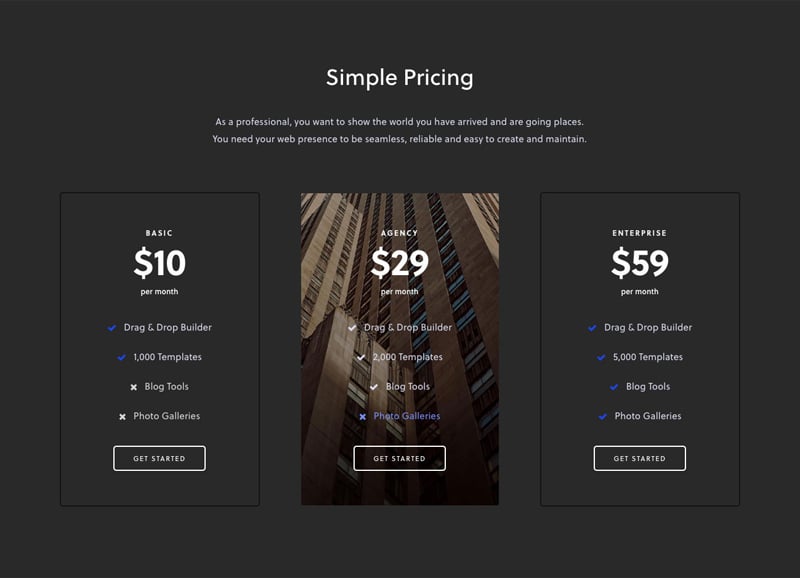 Simple Pricing
As a professional, you want to show the world you have arrived and are going places.
You need your web presence to be seamless, reliable and easy to create and maintain.
BASIC
$10
per month
Drag & Drop Builder
1,000 Templates
Blog Tools
Photo Galleries
GET STARTED
AGENCY
$29
per month
Drag & Drop Builder
2,000 Templates
Blog Tools
Photo Galleries
GET STARTED
ENTERPRISE
$59
per month
Drag & Drop Builder
5,000 Templates
Blog Tools
Photo Galleries
GET STARTED